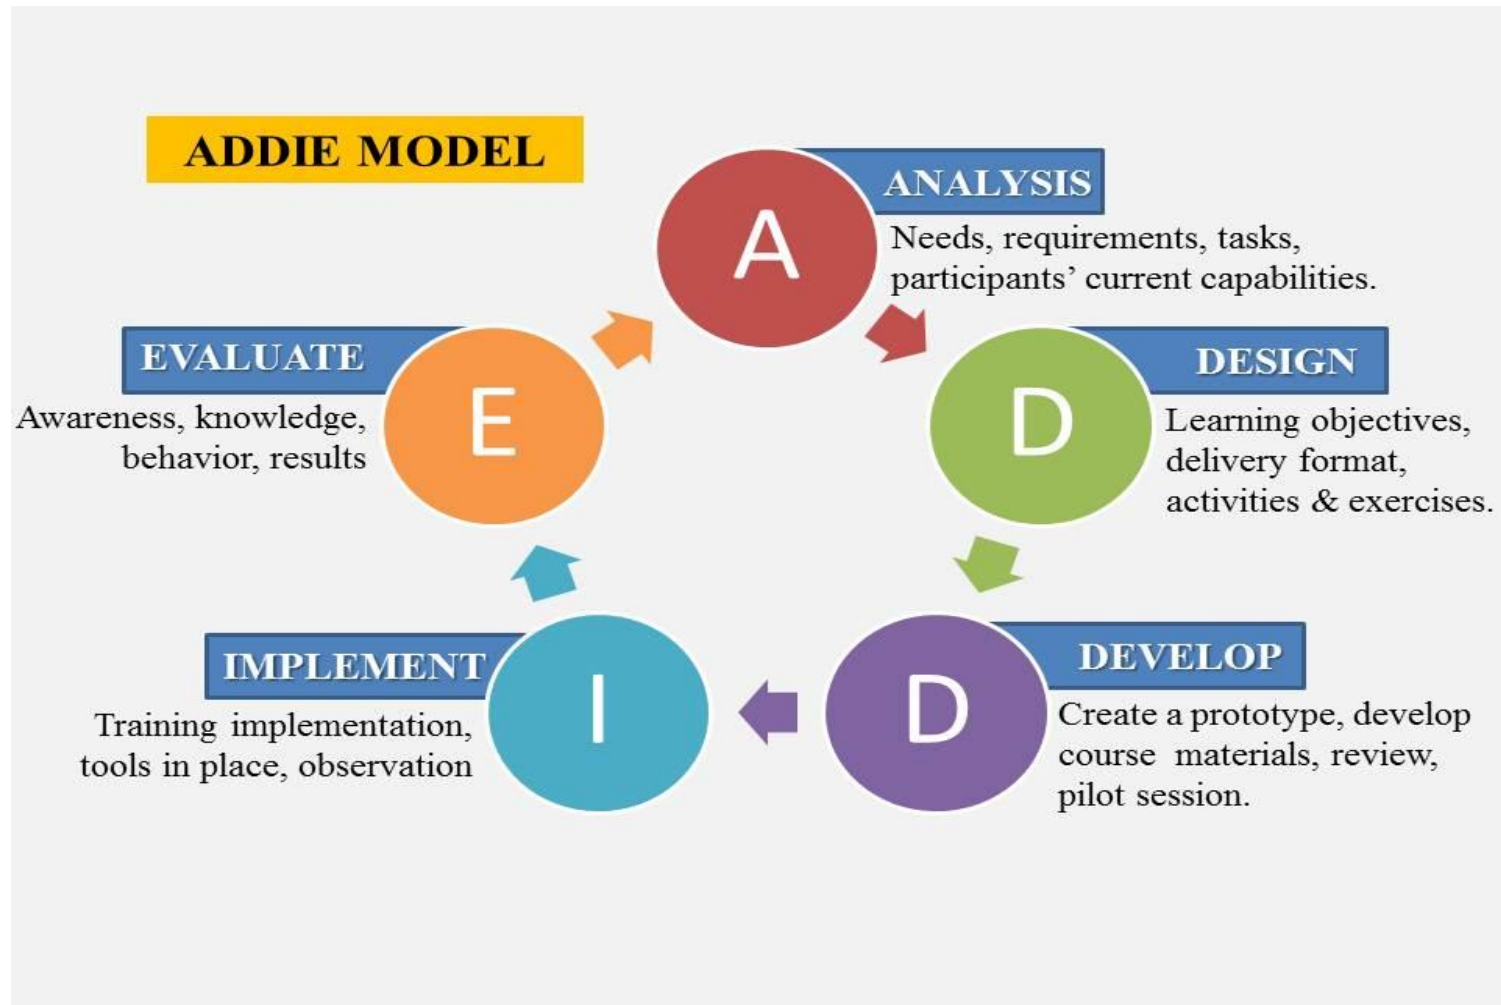 ADDIE MODEL
A
ANALYSIS
Needs, requirements, tasks,
participants’ current capabilities.
D
DESIGN
Learning objectives,
delivery format,
activities & exercises.
D
DEVELOP
Create a prototype, develop
course materials, review,
pilot session.
I
IMPLEMENT
Training implementation,
tools in place, observation
E
EVALUATE
Awareness, knowledge,
behavior, results